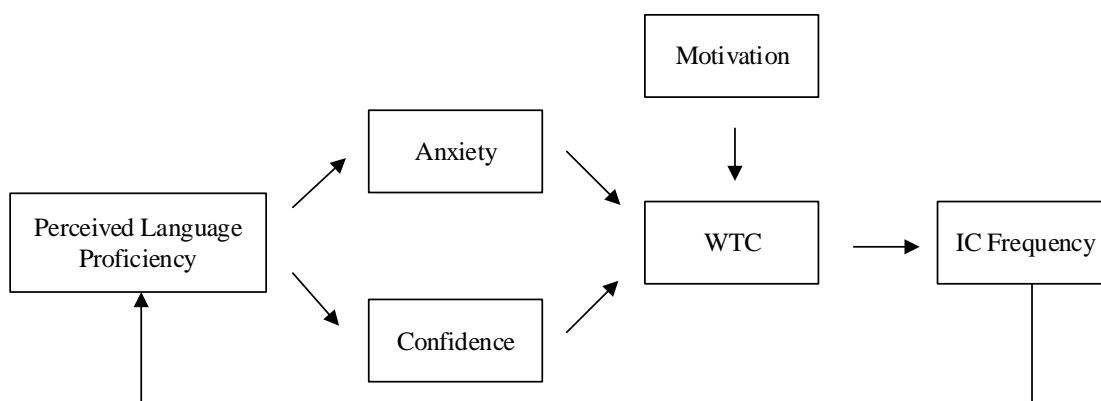 Motivation
Anxiety
Perceived Language
Proficiency
WTC
IC Frequency
Confidence